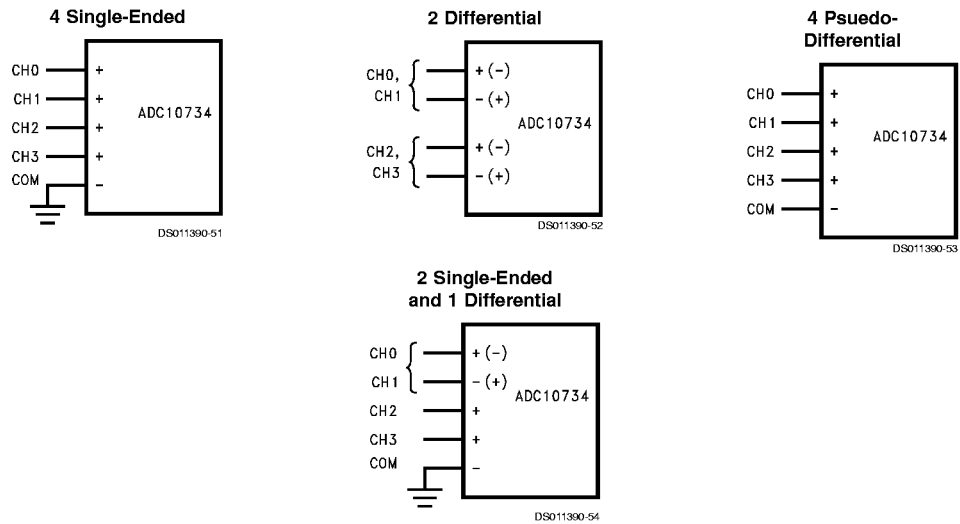 4 Single-Ended
CH0
CH1
CH2
CH3
COM
+
+
+
+
−
ADC10734
DS011390-51
2 Differential
CH0,
CH1
CH2,
CH3
+ (−)
− (+)
+ (−)
− (+)
ADC10734
DS011390-52
4 Psuedo-
Differential
CH0
CH1
CH2
CH3
COM
+
+
+
+
−
ADC10734
DS011390-53
2 Single-Ended
and 1 Differential
CH0
CH1
CH2
CH3
COM
+ (−)
− (+)
+
+
−
ADC10734
DS011390-54